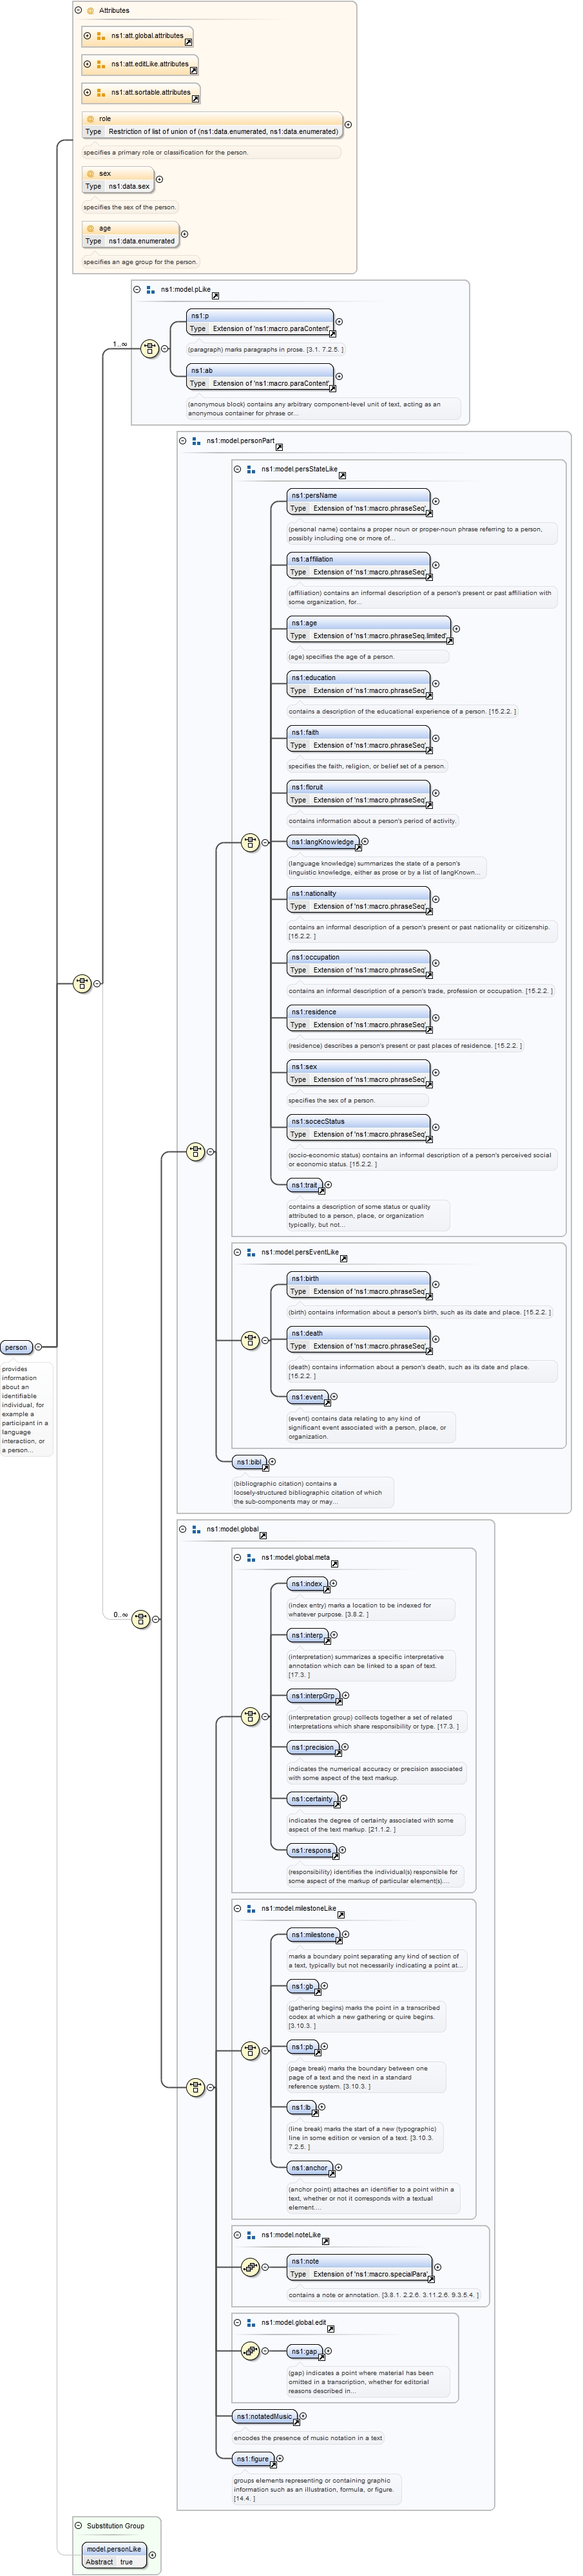 Attributes
ns1:att.global.attributes
ns1:att.editLike.attributes
ns1:att.sortable.attributes
role
Type Restriction of list of union of (ns1:data.enumerated, ns1:data.enumerated)
specifies a primary role or classification for the person.
sex
Type ns1:data.sex
specifies the sex of the person.
age
Type ns1:data.enumerated
specifies an age group for the person.
ns1:model.pLike
1..∞
ns1:p
Type Extension of 'ns1:macro.paraContent'
(paragraph) marks paragraphs in prose. [3.1. 7.2.5. ]
ns1:ab
Type Extension of 'ns1:macro.paraContent'
(anonymous block) contains any arbitrary component-level unit of text, acting as an
anonymous container for phrase or...
ns1:model.personPart
ns1:model.persStateLike
ns1:persName
Type Extension of 'ns1:macro.phraseSeq'
(personal name) contains a proper noun or proper-noun phrase referring to a person,
possibly including one or more of...
ns1:affiliation
Type Extension of 'ns1:macro.phraseSeq'
(affiliation) contains an informal description of a person's present or past affiliation with
some organization, for...
ns1:age
Type Extension of 'ns1:macro.phraseSeq.limited'
(age) specifies the age of a person.
ns1:education
Type Extension of 'ns1:macro.phraseSeq'
contains a description of the educational experience of a person. [15.2.2. ]
ns1:faith
Type Extension of 'ns1:macro.phraseSeq'
specifies the faith, religion, or belief set of a person.
ns1:floruit
Type Extension of 'ns1:macro.phraseSeq'
contains information about a person's period of activity.
ns1:langKnowledge
(language knowledge) summarizes the state of a person's
linguistic knowledge, either as prose or by a list of langKnown...
ns1:nationality
Type Extension of 'ns1:macro.phraseSeq'
contains an informal description of a person's present or past nationality or citizenship.
[15.2.2. ]
ns1:occupation
Type Extension of 'ns1:macro.phraseSeq'
contains an informal description of a person's trade, profession or occupation. [15.2.2. ]
ns1:residence
Type Extension of 'ns1:macro.phraseSeq'
(residence) describes a person's present or past places of residence. [15.2.2. ]
ns1:sex
Type Extension of 'ns1:macro.phraseSeq'
specifies the sex of a person.
ns1:socecStatus
Type Extension of 'ns1:macro.phraseSeq'
(socio-economic status) contains an informal description of a person's perceived social
or economic status. [15.2.2. ]
ns1:trait
contains a description of some status or quality
attributed to a person, place, or organization
typically, but not...
ns1:model.persEventLike
ns1:birth
Type Extension of 'ns1:macro.phraseSeq'
(birth) contains information about a person's birth, such as its date and place. [15.2.2. ]
ns1:death
Type Extension of 'ns1:macro.phraseSeq'
(death) contains information about a person's death, such as its date and place.
[15.2.2. ]
ns1:event
(event) contains data relating to any kind of
significant event associated with a person, place, or
organization.
person
provides
information
about an
identifiable
individual, for
example a
participant in a
language
interaction, or
a person...
ns1:bibl
(bibliographic citation) contains a
loosely-structured bibliographic citation of which
the sub-components may or may...
ns1:model.global
ns1:model.global.meta
0..∞
ns1:index
(index entry) marks a location to be indexed for
whatever purpose. [3.8.2. ]
ns1:interp
(interpretation) summarizes a specific interpretative
annotation which can be linked to a span of text.
[17.3. ]
ns1:interpGrp
(interpretation group) collects together a set of related
interpretations which share responsibility or type. [17.3. ]
ns1:precision
indicates the numerical accuracy or precision associated
with some aspect of the text markup.
ns1:certainty
indicates the degree of certainty associated with some
aspect of the text markup. [21.1.2. ]
ns1:respons
(responsibility) identifies the individual(s) responsible for
some aspect of the markup of particular element(s)....
ns1:model.milestoneLike
ns1:milestone
marks a boundary point separating any kind of section of
a text, typically but not necessarily indicating a point at...
ns1:gb
(gathering begins) marks the point in a transcribed
codex at which a new gathering or quire begins.
[3.10.3. ]
ns1:pb
(page break) marks the boundary between one
page of a text and the next in a standard
reference system. [3.10.3. ]
ns1:lb
(line break) marks the start of a new (typographic)
line in some edition or version of a text. [3.10.3.
7.2.5. ]
ns1:anchor
(anchor point) attaches an identifier to a point within a
text, whether or not it corresponds with a textual
element....
ns1:model.noteLike
ns1:note
Type Extension of 'ns1:macro.specialPara'
contains a note or annotation. [3.8.1. 2.2.6. 3.11.2.6. 9.3.5.4. ]
ns1:model.global.edit
ns1:gap
(gap) indicates a point where material has been
omitted in a transcription, whether for editorial
reasons described in...
ns1:notatedMusic
encodes the presence of music notation in a text
ns1:figure
groups elements representing or containing graphic
information such as an illustration, formula, or figure.
[14.4. ]
Substitution Group
model.personLike
Abstract true